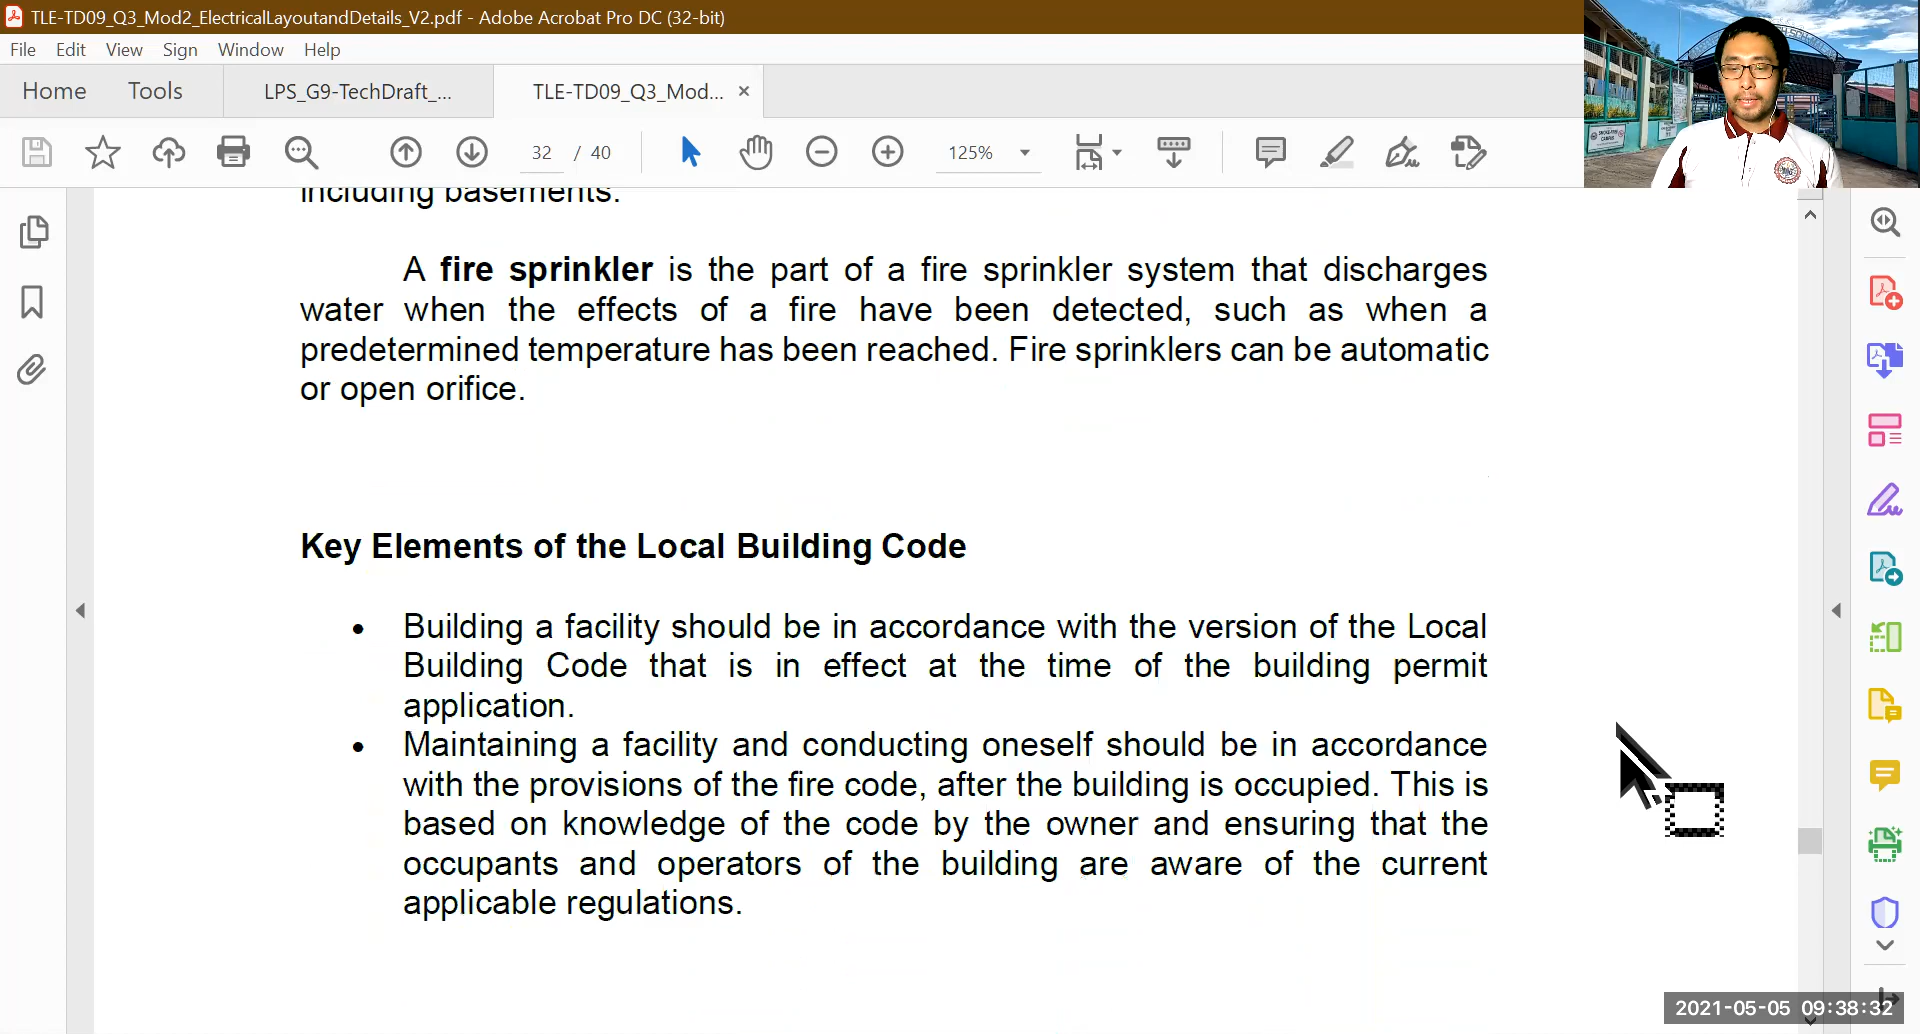 TLE-TD09_Q3_Mod2_ElectricalLayoutandDetails_V2.pdf - Adobe Acrobat Pro DC (32-bit)
File Edit View Sign Window Help
Home Tools LPS_G9-TechDraft_... TLE-TD09_Q3_Mod... ×
32 / 40 125%
including basements.
A fire sprinkler is the part of a fire sprinkler system that discharges
water when the effects of a fire have been detected, such as when a
predetermined temperature has been reached. Fire sprinklers can be automatic
or open orifice.
Key Elements of the Local Building Code
• Building a facility should be in accordance with the version of the Local
Building Code that is in effect at the time of the building permit
application.
• Maintaining a facility and conducting oneself should be in accordance
with the provisions of the fire code, after the building is occupied. This is
based on knowledge of the code by the owner and ensuring that the
occupants and operators of the building are aware of the current
applicable regulations.
2021-05-05 09:38:32